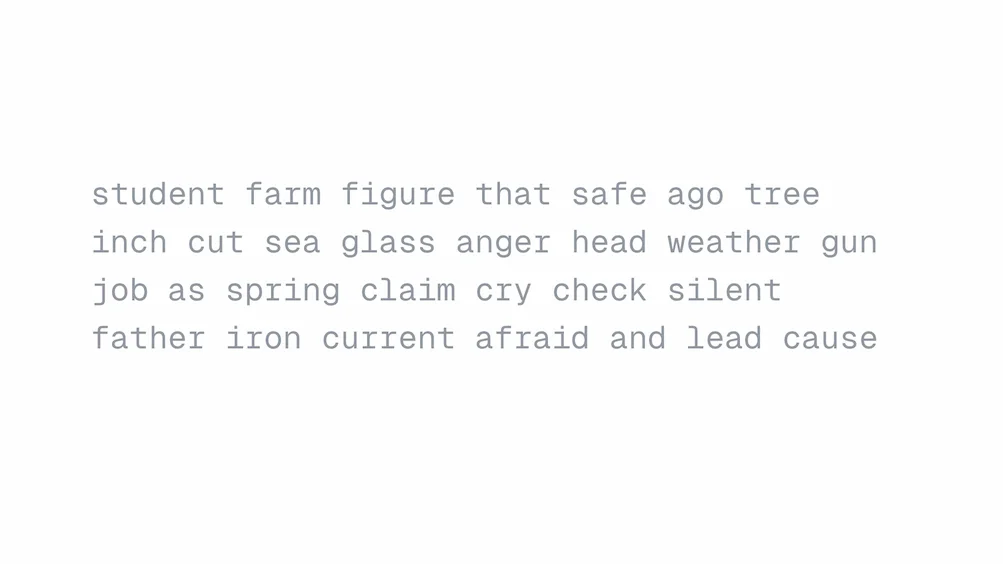 student farm figure that safe ago tree
inch cut sea glass anger head weather gun
job as spring claim cry check silent
father iron current afraid and lead cause